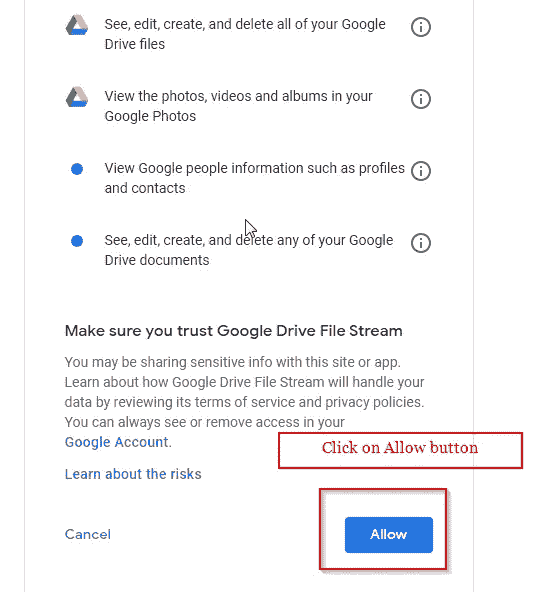 See, edit, create, and delete all of your Google
Drive files
View the photos, videos and albums in your
Google Photos
View Google people information such as profiles
and contacts
See, edit, create, and delete any of your Google
Drive documents
Make sure you trust Google Drive File Stream
You may be sharing sensitive info with this site or app.
Learn about how Google Drive File Stream will handle your
data by reviewing its terms of service and privacy policies.
You can always see or remove access in your
Google Account.
Click on Allow button
Learn about the risks
Cancel
Allow